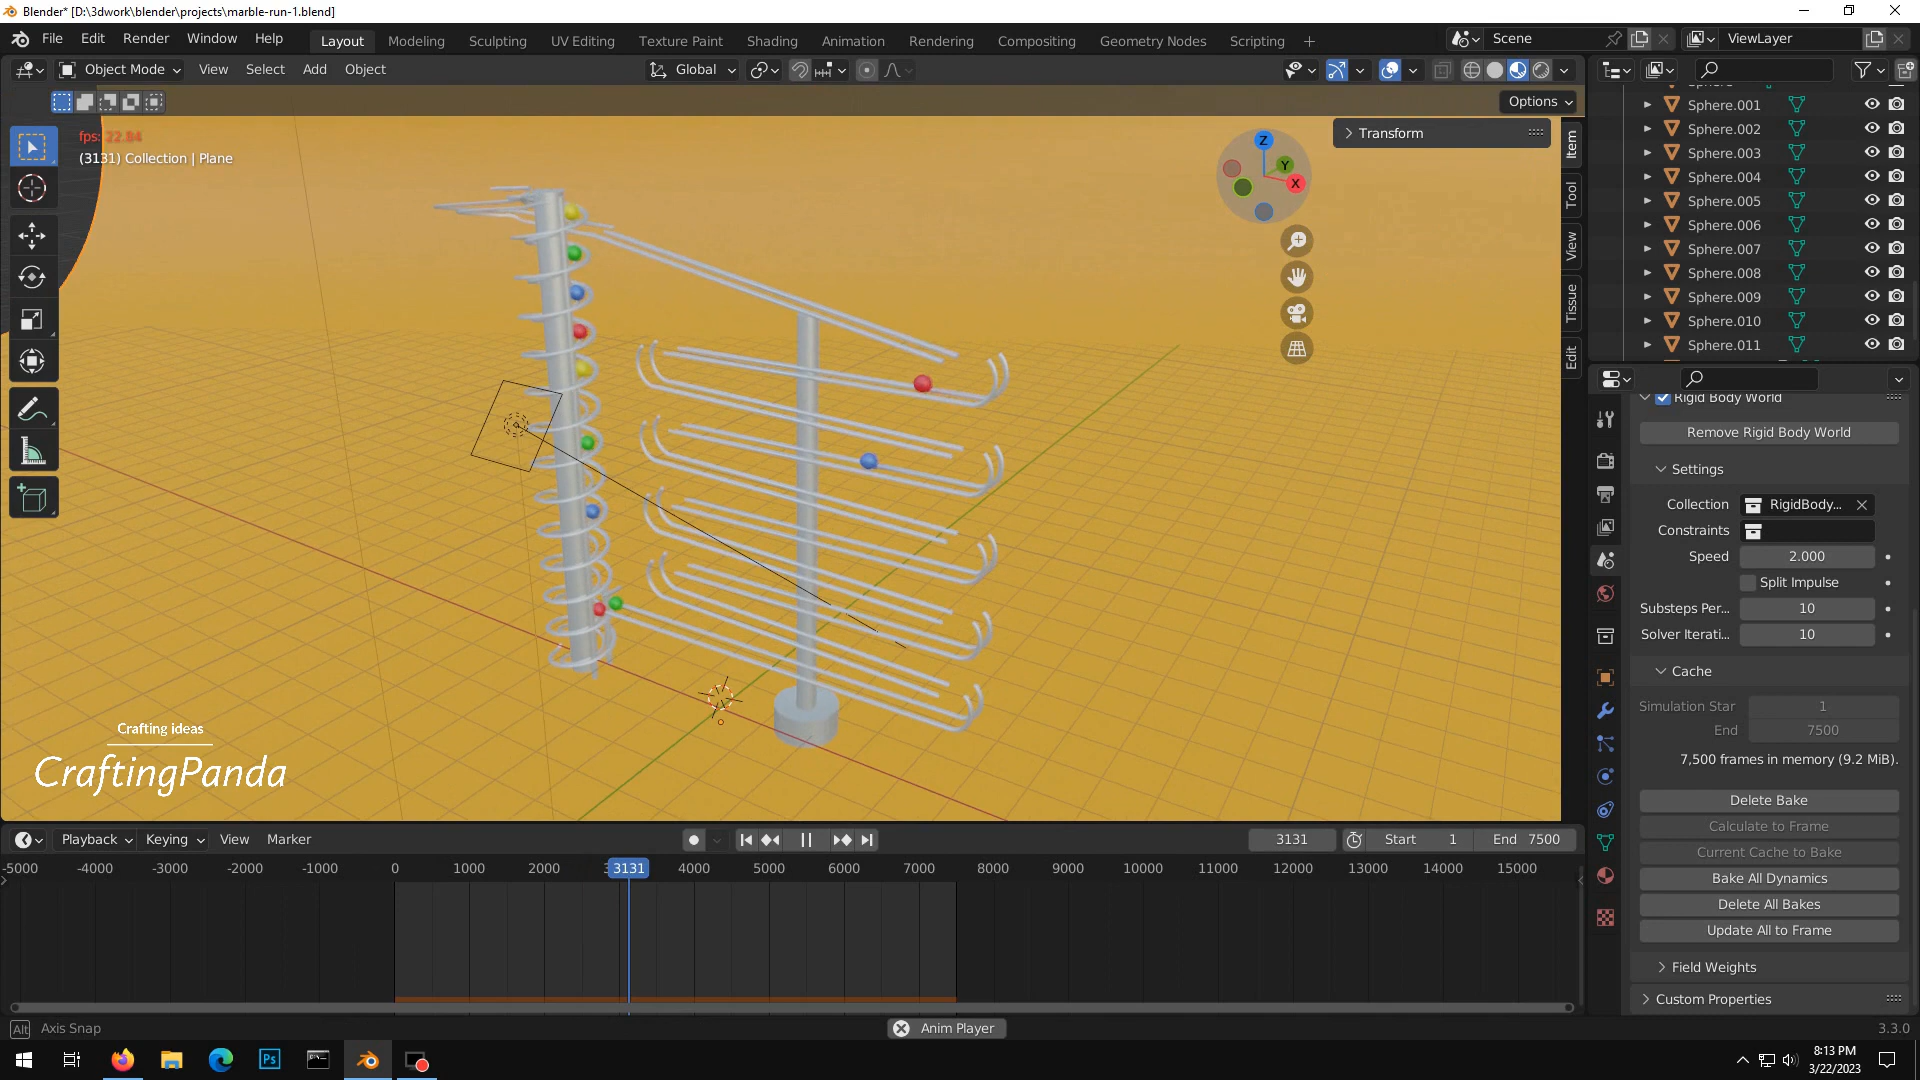 Blender* [D:\3dwork\blender\projects\marble-run-1.blend]
File Edit Render Window Help
Layout Modeling Sculpting UV Editing Texture Paint Shading Animation Rendering Compositing Geometry Nodes Scripting +
Scene
ViewLayer
Object Mode View Select Add Object
Global
Options
fps: 22.84
(3131) Collection | Plane
Transform
Z
Y
X
Item
Tool
View
Tissue
Edit
Sphere.001
Sphere.002
Sphere.003
Sphere.004
Sphere.005
Sphere.006
Sphere.007
Sphere.008
Sphere.009
Sphere.010
Sphere.011
Rigid Body World
Remove Rigid Body World
Settings
Collection RigidBody...
Constraints
Speed 2.000
Split Impulse
Substeps Per... 10
Solver Iterati... 10
Cache
Simulation Star 1
End 7500
7,500 frames in memory (9.2 MiB).
Delete Bake
Calculate to Frame
Current Cache to Bake
Bake All Dynamics
Delete All Bakes
Update All to Frame
Field Weights
Custom Properties
Crafting ideas
CraftingPanda
Playback Keying View Marker
3131 Start 1 End 7500
-5000 -4000 -3000 -2000 -1000 0 1000 2000 3131 4000 5000 6000 7000 8000 9000 10000 11000 12000 13000 14000 15000
Alt Axis Snap
Anim Player
3.3.0
Ps
8:13 PM
3/22/2023